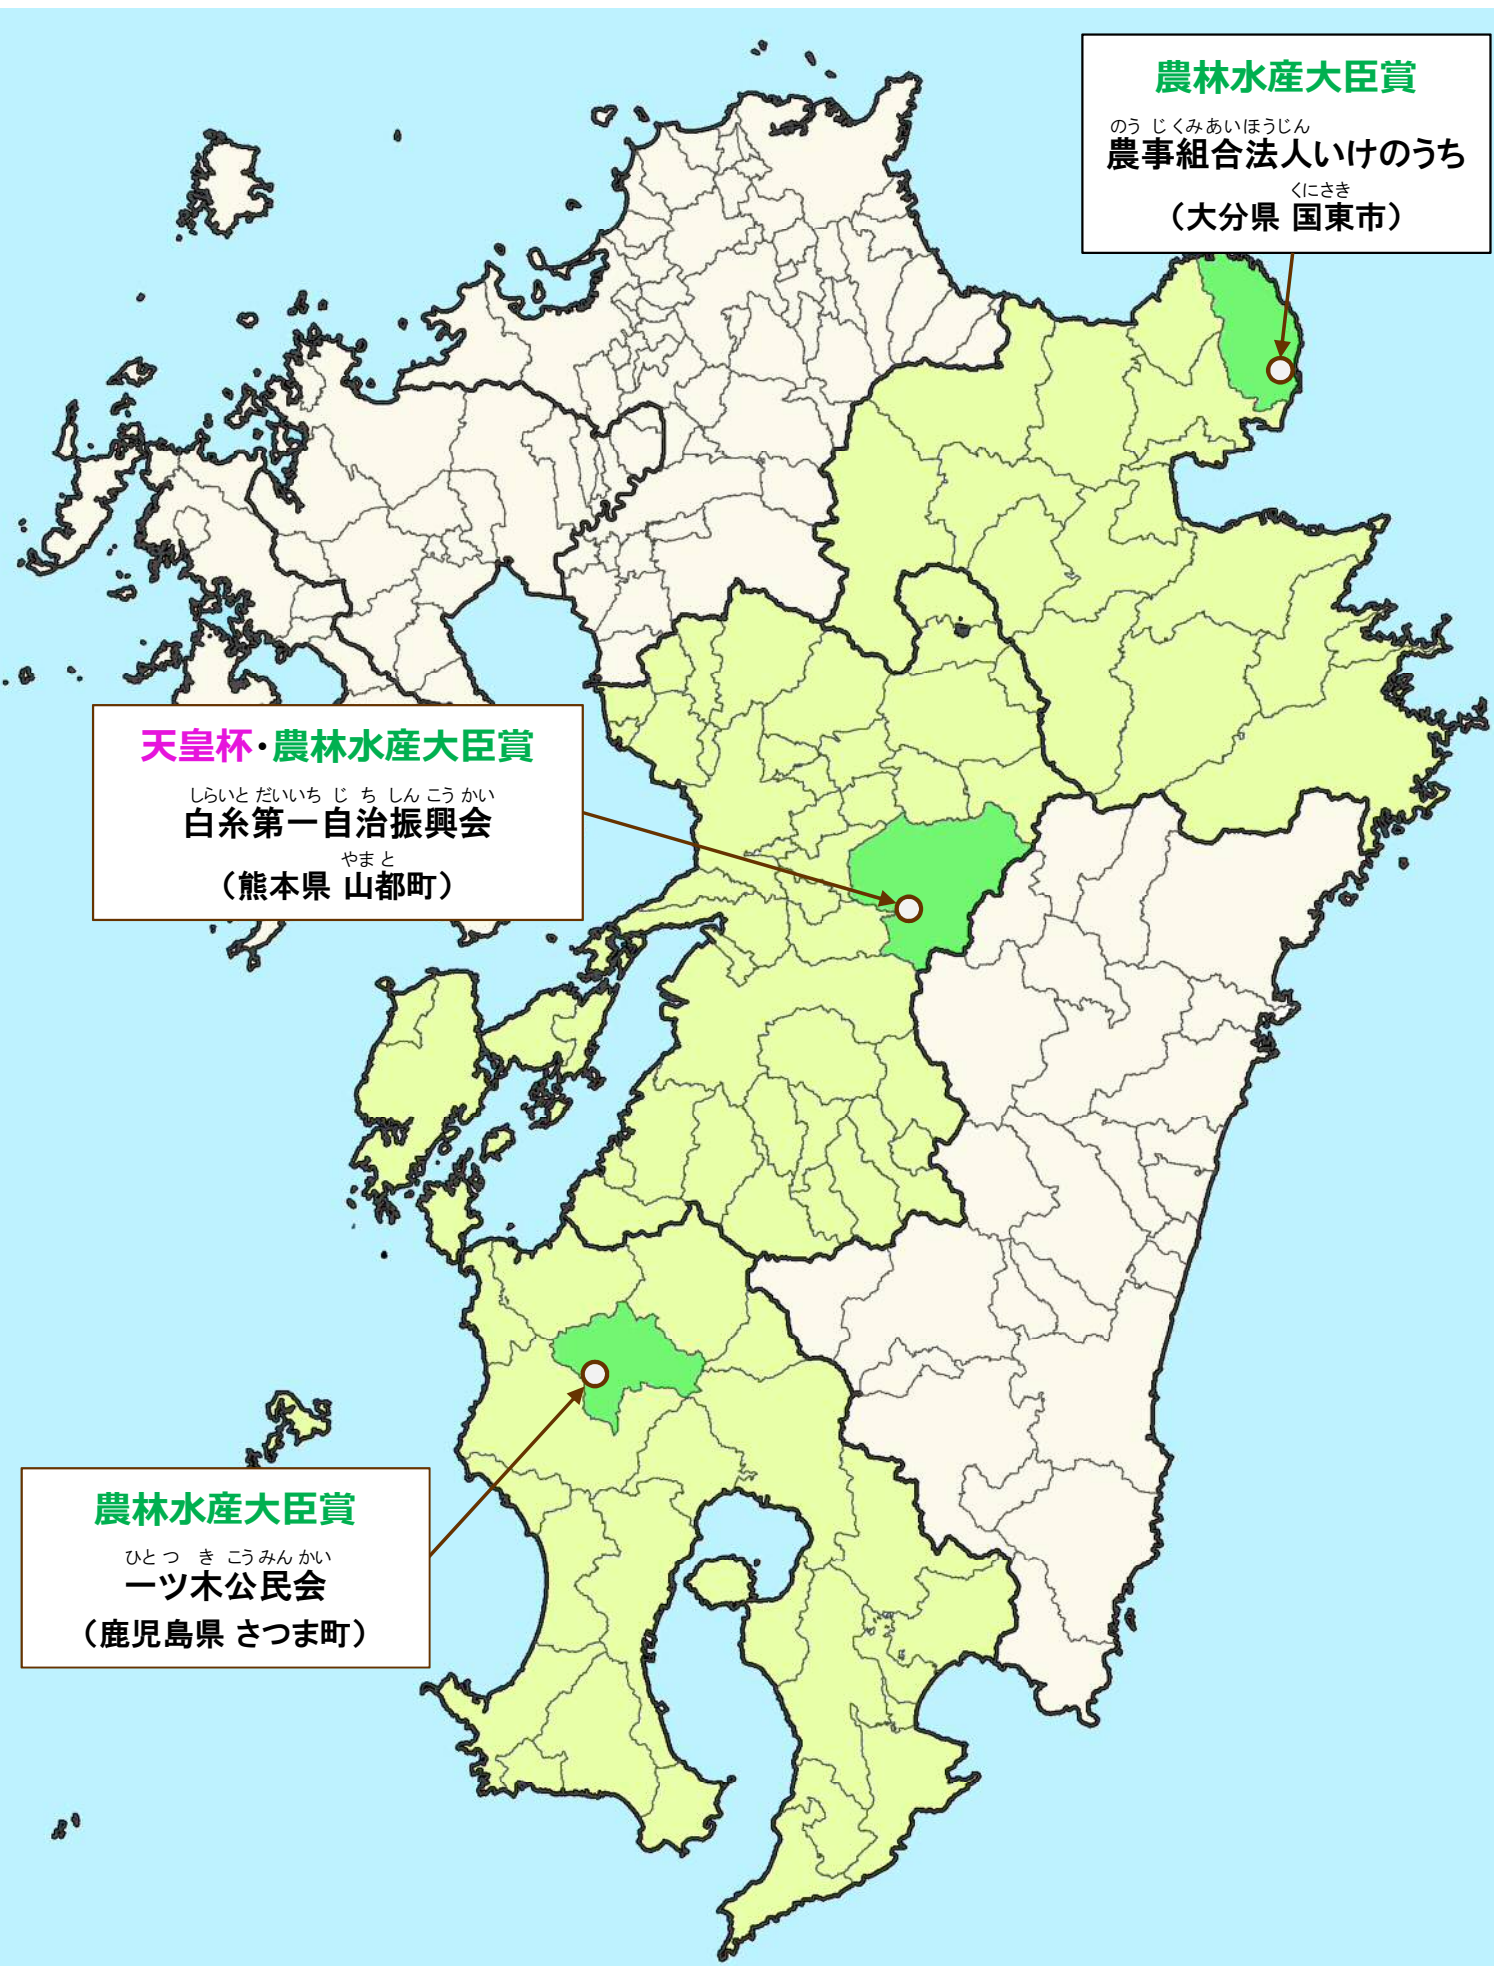 農林水産大臣賞
のう じ くみ あい ほうじん
農事組合法人いけのうち
くにさき
（大分県 国東市）
天皇杯・農林水産大臣賞
しらいと だいいち じ ち しん こう かい
白糸第一自治振興会
やま と
（熊本県 山都町）
農林水産大臣賞
ひと つ き こう みん かい
一ツ木公民会
（鹿児島県 さつま町）